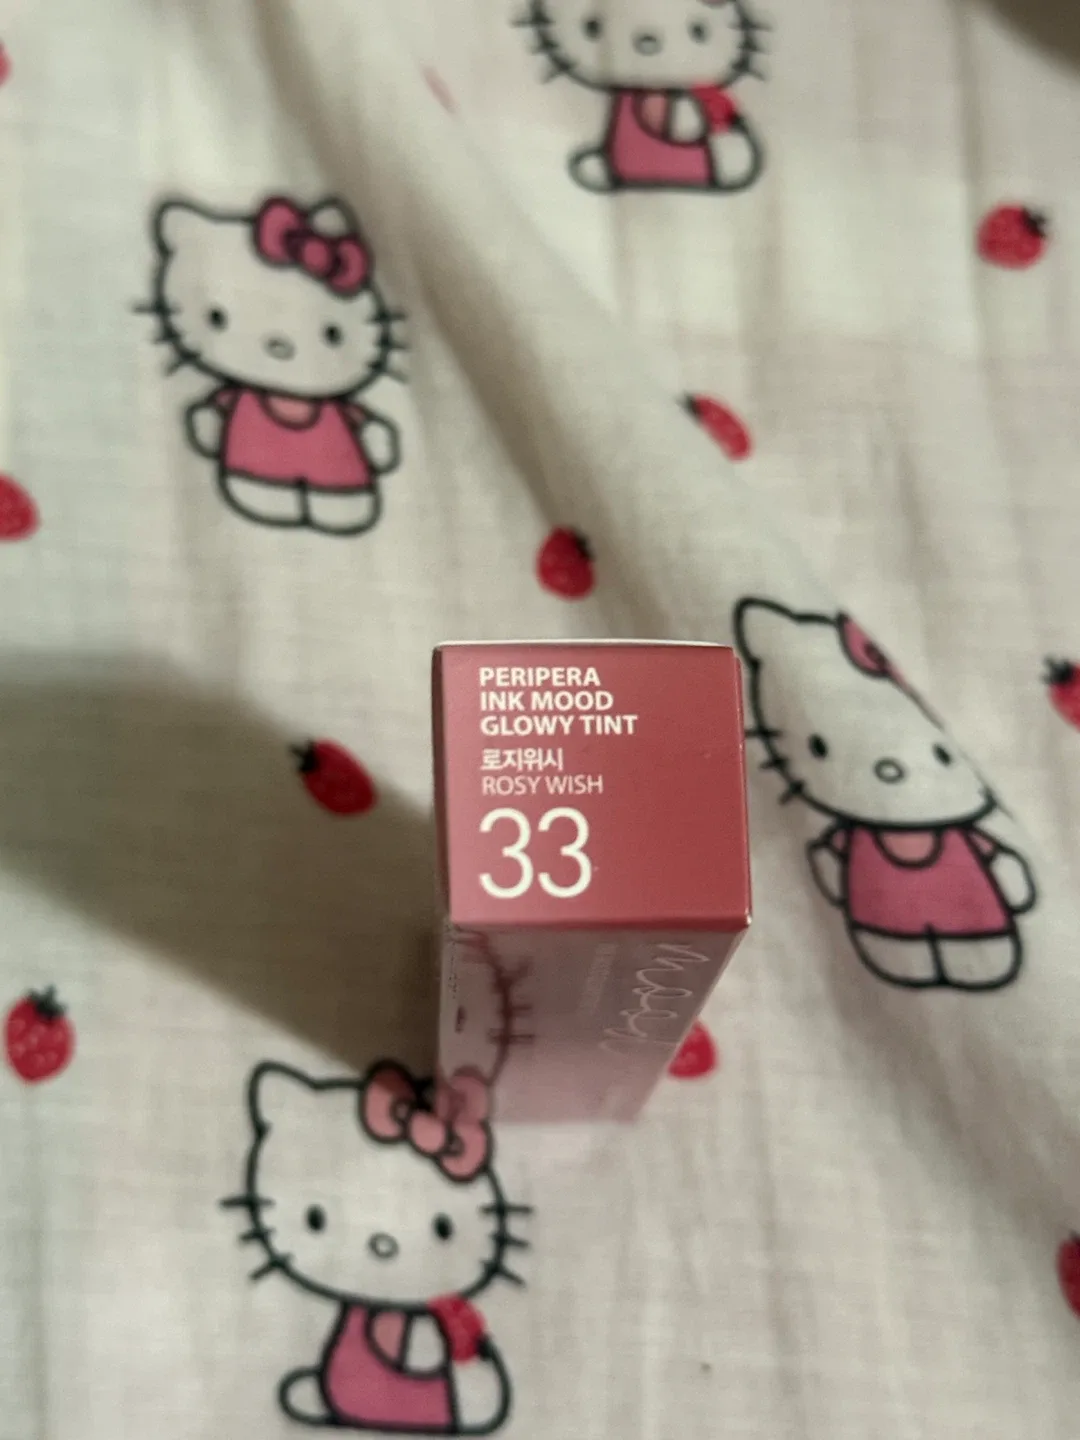 PERIPERA
INK MOOD
GLOWY TINT
로지위시
ROSY WISH
33